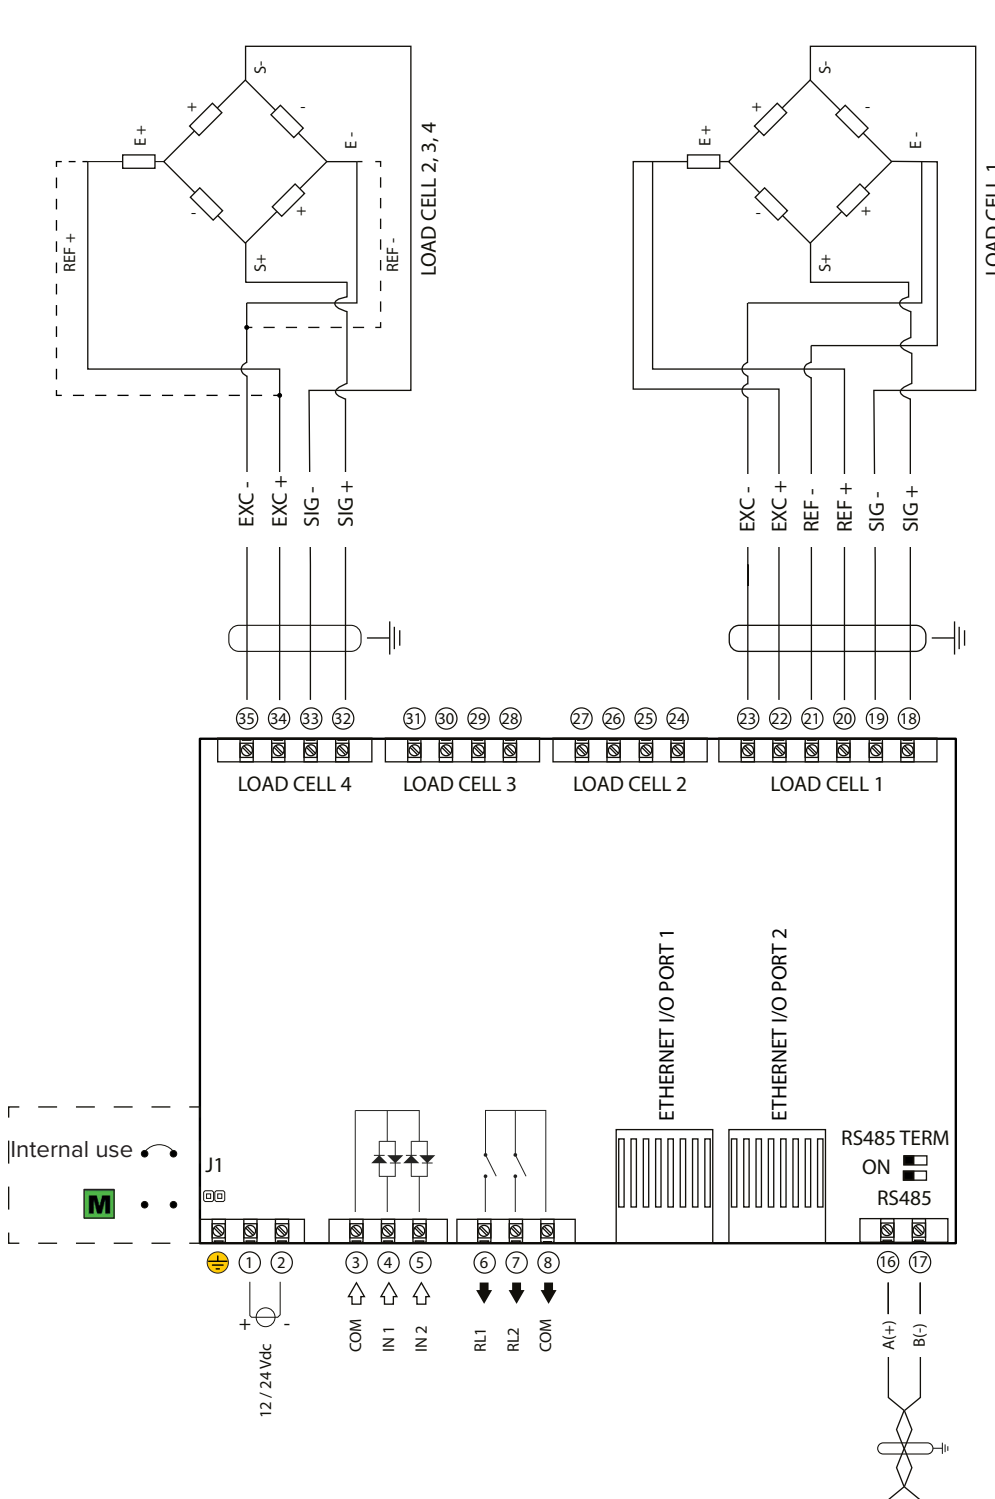 S-
+
-
E +
E -
-
+
REF +
S+
REF -
LOAD CELL 2, 3, 4
S-
+
-
E +
E -
-
+
S+
LOAD CELL 1
EXC -
EXC +
SIG -
SIG +
EXC -
EXC +
REF -
REF +
SIG -
SIG +
35 34 33 32
31 30 29 28
27 26 25 24
23 22 21 20 19 18
LOAD CELL 4
LOAD CELL 3
LOAD CELL 2
LOAD CELL 1
ETHERNET I/O PORT 1
ETHERNET I/O PORT 2
Internal use
M
J1
RS485 TERM
ON
RS485
1 2
3 4 5
6 7 8
16 17
+ -
12 / 24 Vdc
COM
IN 1
IN 2
RL1
RL2
COM
A(+)
B(-)